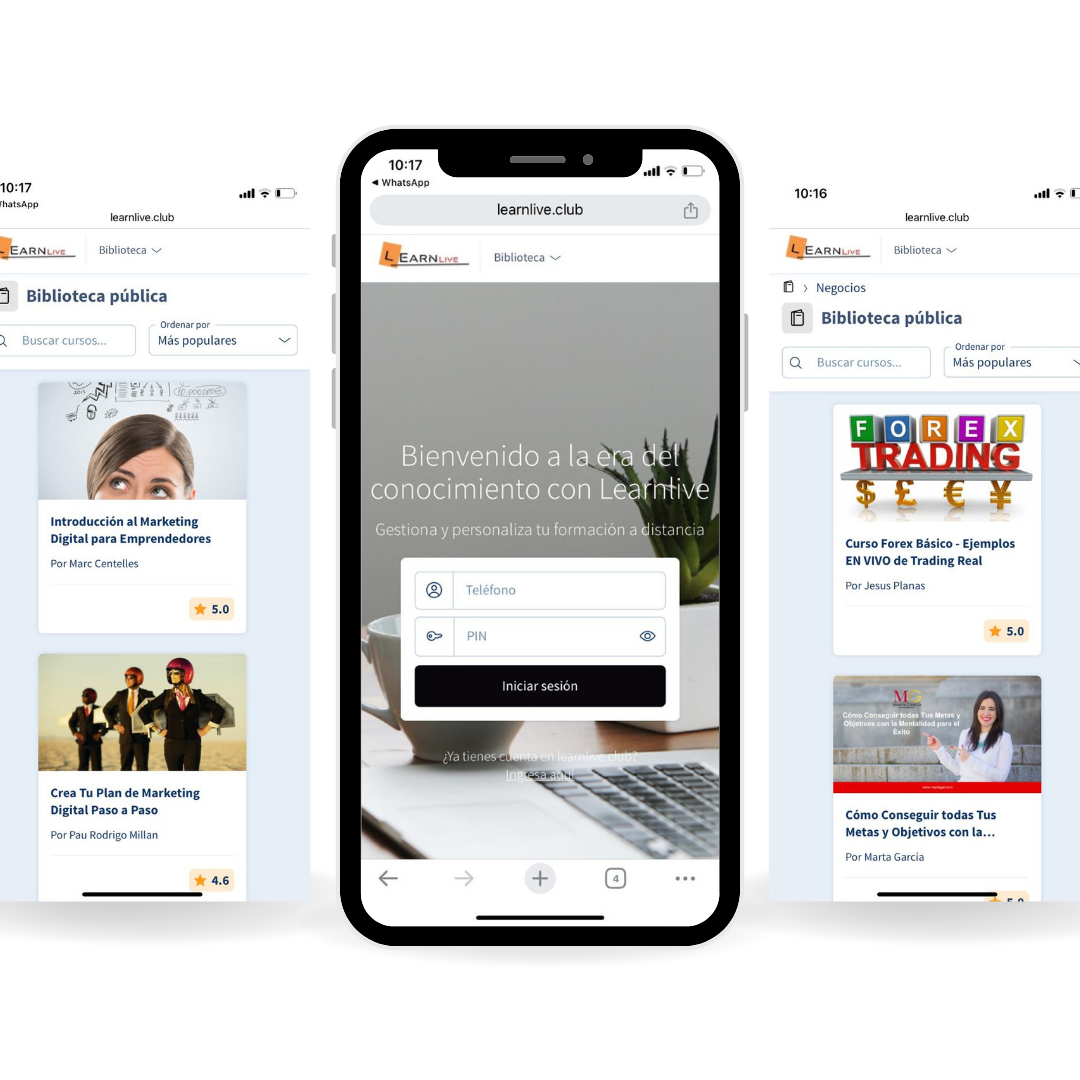 10:17
WhatsApp
learnlive.club
LEARNLIVE
Biblioteca
Biblioteca pública
Buscar cursos...
Ordenar por
Más populares
2015
10,000,000€
Introducción al Marketing
Digital para Emprendedores
Por Marc Centelles
5.0
Crea Tu Plan de Marketing
Digital Paso a Paso
Por Pau Rodrigo Millan
4.6
10:17
WhatsApp
learnlive.club
LEARNLIVE
Biblioteca
Bienvenido a la era del
conocimiento con Learnlive
Gestiona y personaliza tu formación a distancia
Teléfono
PIN
Iniciar sesión
¿Ya tienes cuenta en learnlive.club?
Ingresa aquí
4
10:16
learnlive.club
LEARNLIVE
Biblioteca
Negocios
Biblioteca pública
Buscar cursos...
Ordenar por
Más populares
FOREX
TRADING
$ £ € ¥
Curso Forex Básico - Ejemplos
EN VIVO de Trading Real
Por Jesus Planas
5.0
MG
Cómo Conseguir todas Tus Metas y
Objetivos con la Mentalidad para el
Éxito
Cómo Conseguir todas Tus
Metas y Objetivos con la...
Por Marta García
5.0